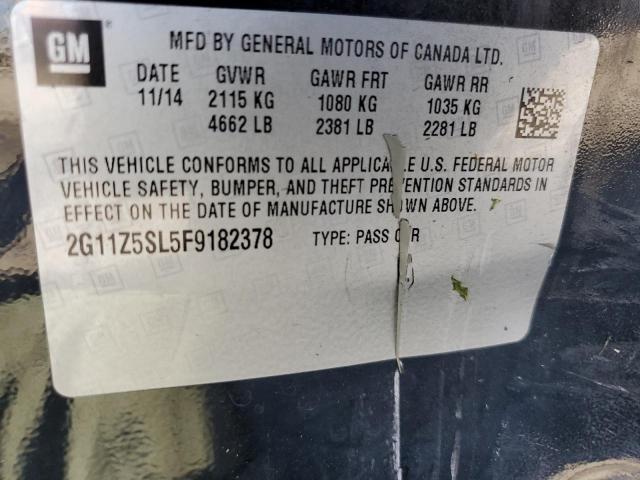 GM
MFD BY GENERAL MOTORS OF CANADA LTD.
DATE GVWR GAWR FRT GAWR RR
11/14 2115 KG 1080 KG 1035 KG
4662 LB 2381 LB 2281 LB
THIS VEHICLE CONFORMS TO ALL APPLICABLE U.S. FEDERAL MOTOR
VEHICLE SAFETY, BUMPER, AND THEFT PREVENTION STANDARDS IN
EFFECT ON THE DATE OF MANUFACTURE SHOWN ABOVE.
2G11Z5SL5F9182378 TYPE: PASS CAR